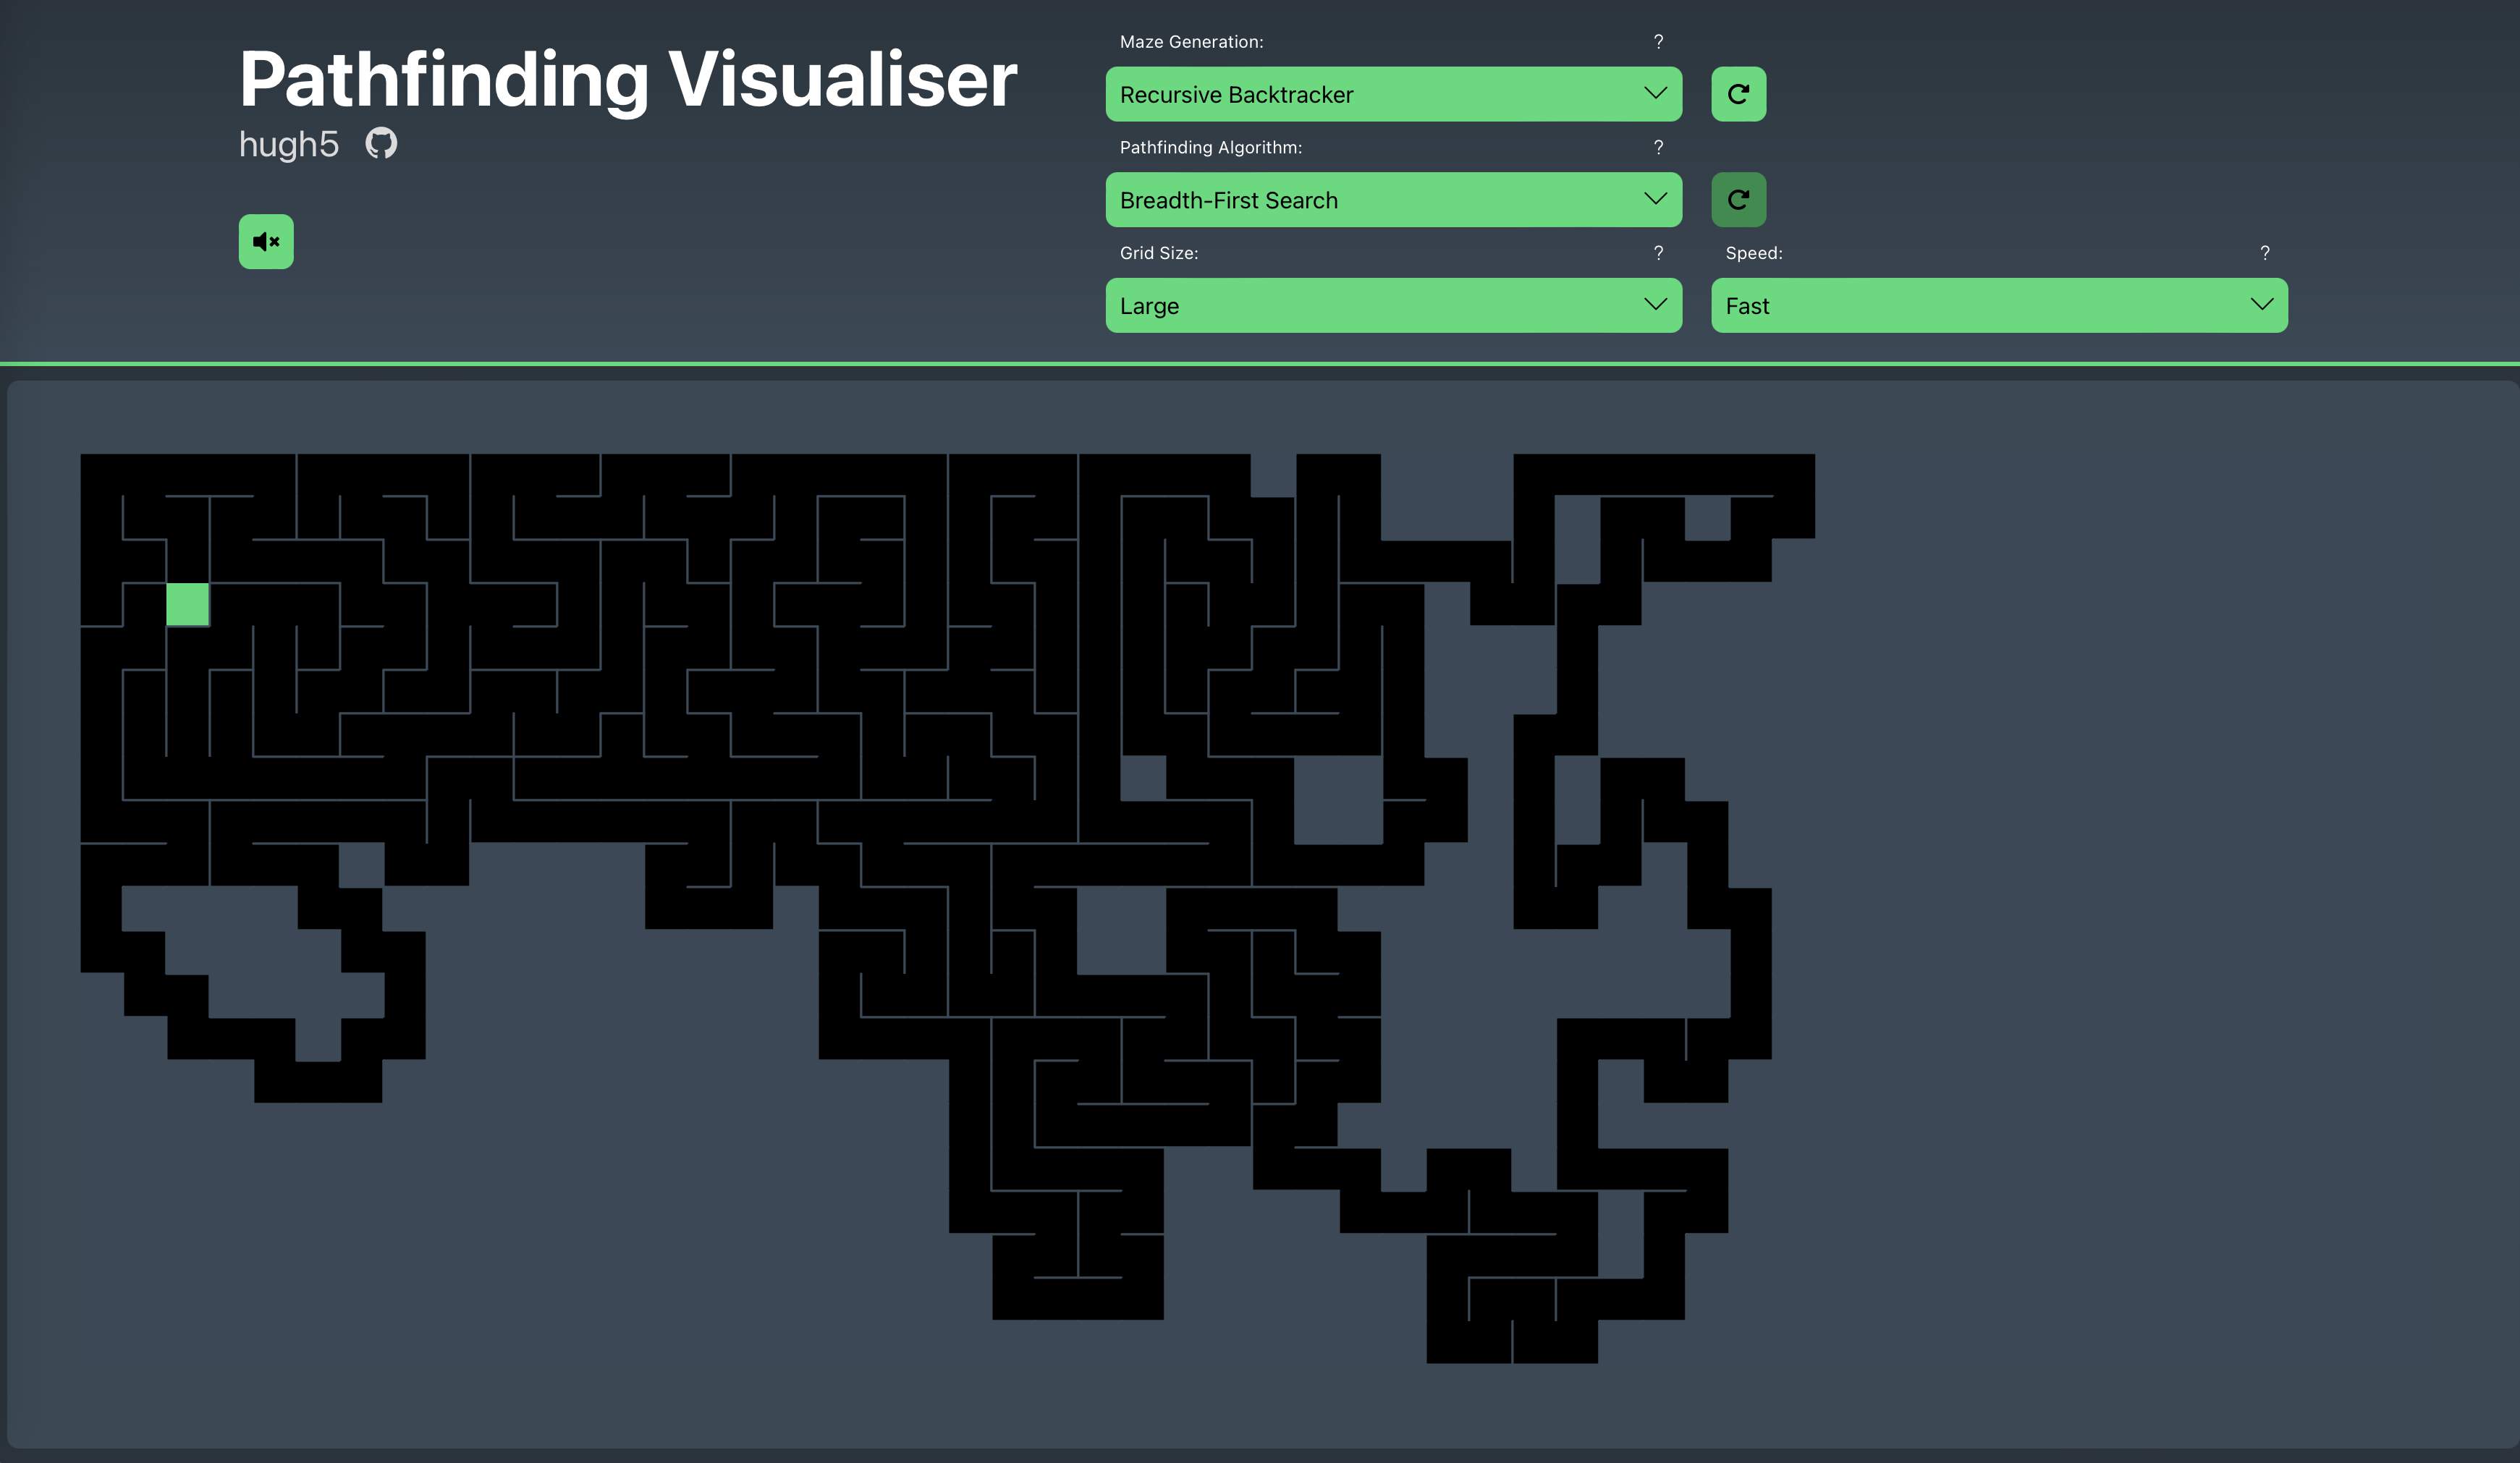 Pathfinding Visualiser
hugh5
Maze Generation: ?
Recursive Backtracker
Pathfinding Algorithm: ?
Breadth-First Search
Grid Size: ?
Speed: ?
Large
Fast